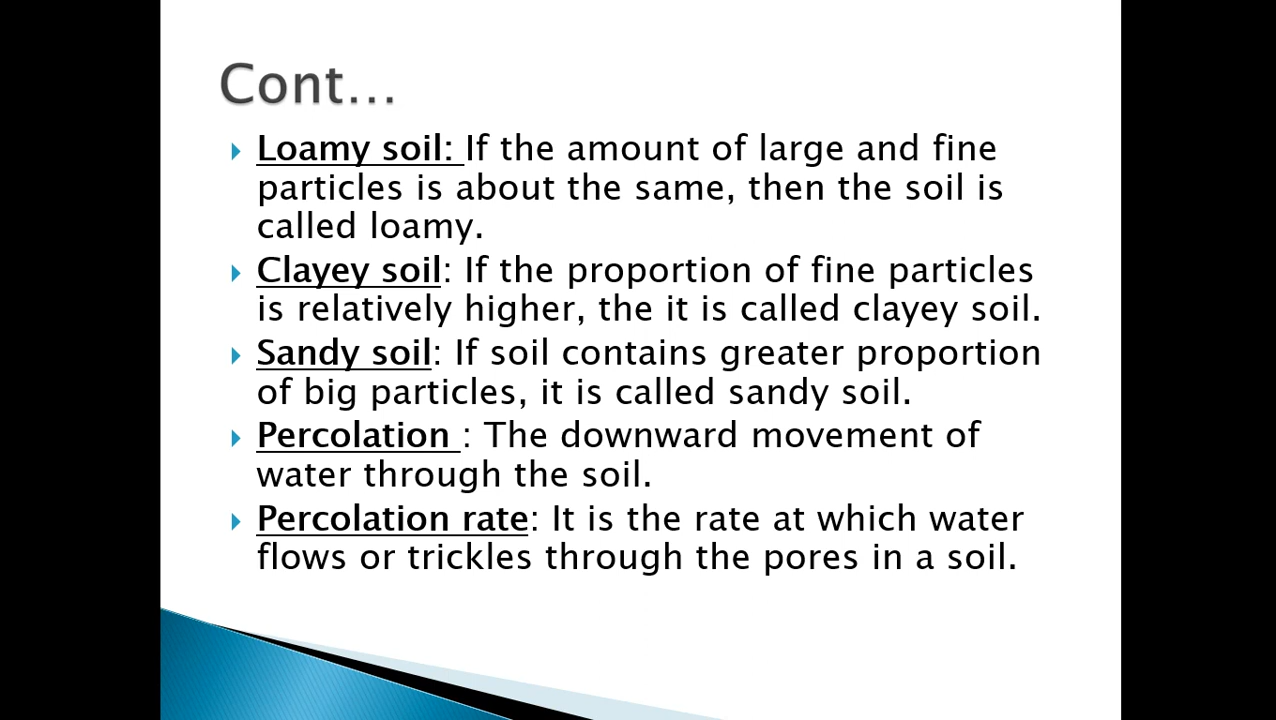 Cont...
Loamy soil: If the amount of large and fine
particles is about the same, then the soil is
called loamy.
Clayey soil: If the proportion of fine particles
is relatively higher, the it is called clayey soil.
Sandy soil: If soil contains greater proportion
of big particles, it is called sandy soil.
Percolation : The downward movement of
water through the soil.
Percolation rate: It is the rate at which water
flows or trickles through the pores in a soil.